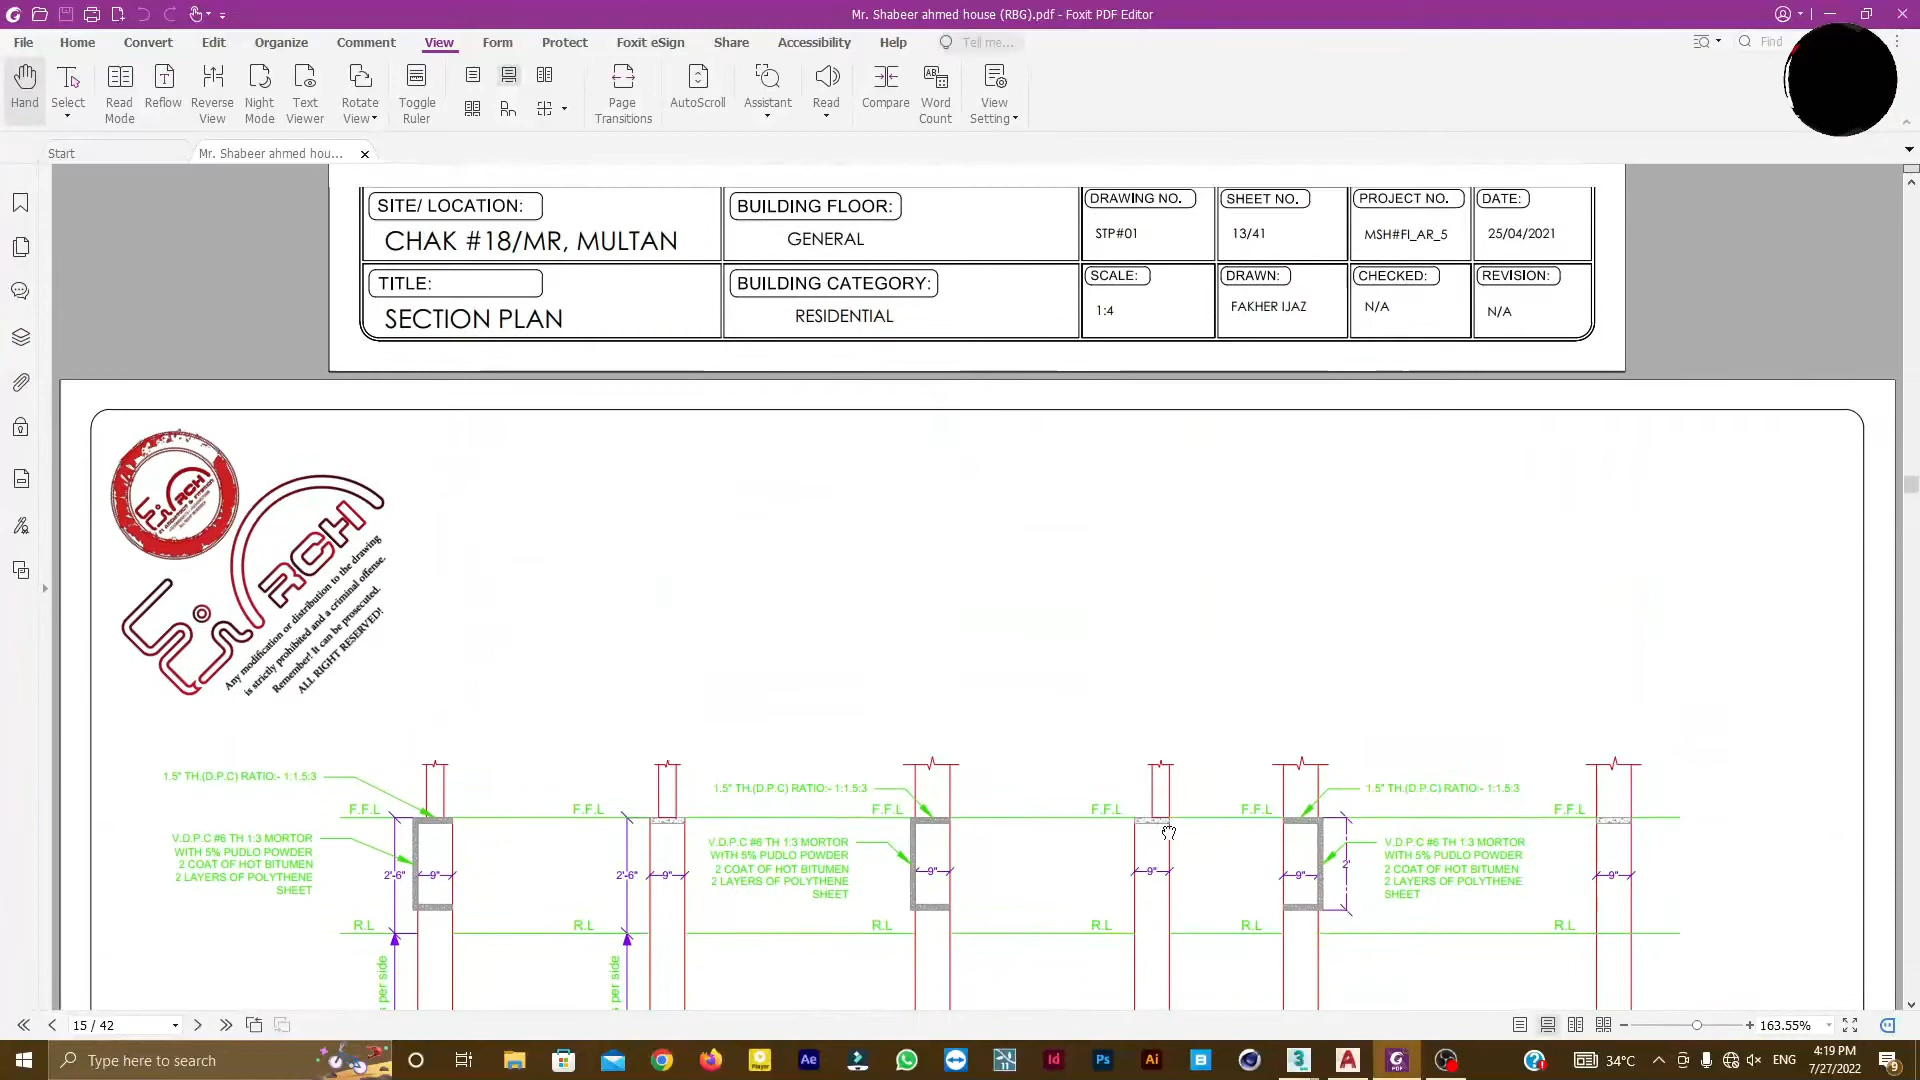 Mr. Shabeer ahmed house (RBG).pdf - Foxit PDF Editor
File Home Convert Edit Organize Comment View Form Protect Foxit eSign Share Accessibility Help Tell me... Find
Hand Select Read Mode Reflow Reverse View Night Mode Text Viewer Rotate View Toggle Ruler Page Transitions AutoScroll Assistant Read Compare Word Count View Setting
Start Mr. Shabeer ahmed hou...
SITE/ LOCATION: BUILDING FLOOR: DRAWING NO. SHEET NO. PROJECT NO. DATE:
CHAK #18/MR, MULTAN GENERAL STP#01 13/41 MSH#FI_AR_5 25/04/2021
TITLE: BUILDING CATEGORY: SCALE: DRAWN: CHECKED: REVISION:
SECTION PLAN RESIDENTIAL 1:4 FAKHER IJAZ N/A N/A
Any modification or distribution to the drawing
is strictly prohibited and a criminal offense.
Remember! It can be prosecuted.
ALL RIGHT RESERVED!
1.5" TH.(D.P.C) RATIO:- 1:1.5:3
1.5" TH.(D.P.C) RATIO:- 1:1.5:3
1.5" TH.(D.P.C) RATIO:- 1:1.5:3
F.F.L F.F.L F.F.L F.F.L F.F.L F.F.L
V.D.P.C #6 TH 1:3 MORTOR
WITH 5% PUDLO POWDER
2 COAT OF HOT BITUMEN
2 LAYERS OF POLYTHENE
SHEET
V.D.P.C #6 TH 1:3 MORTOR
WITH 5% PUDLO POWDER
2 COAT OF HOT BITUMEN
2 LAYERS OF POLYTHENE
SHEET
V.D.P.C #6 TH 1:3 MORTOR
WITH 5% PUDLO POWDER
2 COAT OF HOT BITUMEN
2 LAYERS OF POLYTHENE
SHEET
2'-6" 9" 2'-6" 9" 9" 9" 9" 2' 9"
R.L R.L R.L R.L R.L R.L
per side per side
15 / 42 163.55%
Type here to search 34°C ENG 4:19 PM
7/27/2022